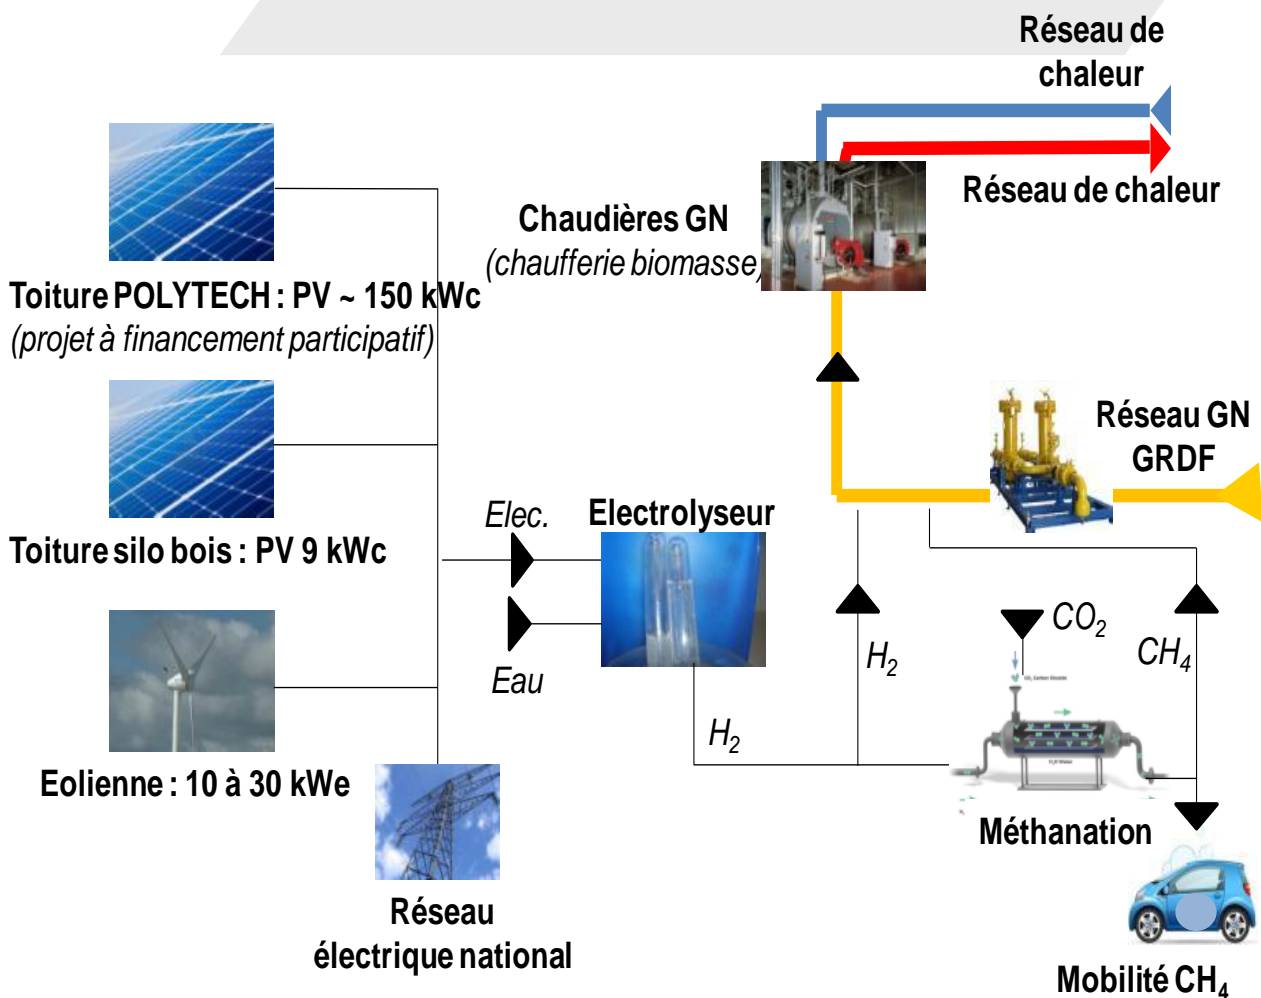 Réseau de
chaleur
Réseau de chaleur
Chaudières GN
(chaufferie biomasse)
Toiture POLYTECH : PV ~ 150 kWc
(projet à financement participatif)
Réseau GN
GRDF
Elec.
Electrolyseur
Toiture silo bois : PV 9 kWc
Eau
H2
CO2
CH4
H2
Eolienne : 10 à 30 kWe
Méthanation
Réseau
électrique national
Mobilité CH4